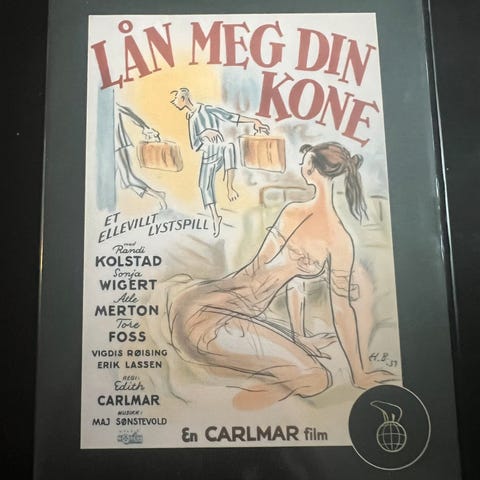 LÅN MEG DIN
KONE
ET
ELLEVILLT
LYSTSPILL
med
Randi
KOLSTAD
Sonja
WIGERT
Atle
MERTON
Tore
FOSS
VIGDIS RØISING
ERIK LASSEN
REGI:
Edith
CARLMAR
MUSIKK:
MAJ SØNSTEVOLD
H.B.
-57
En CARLMAR film